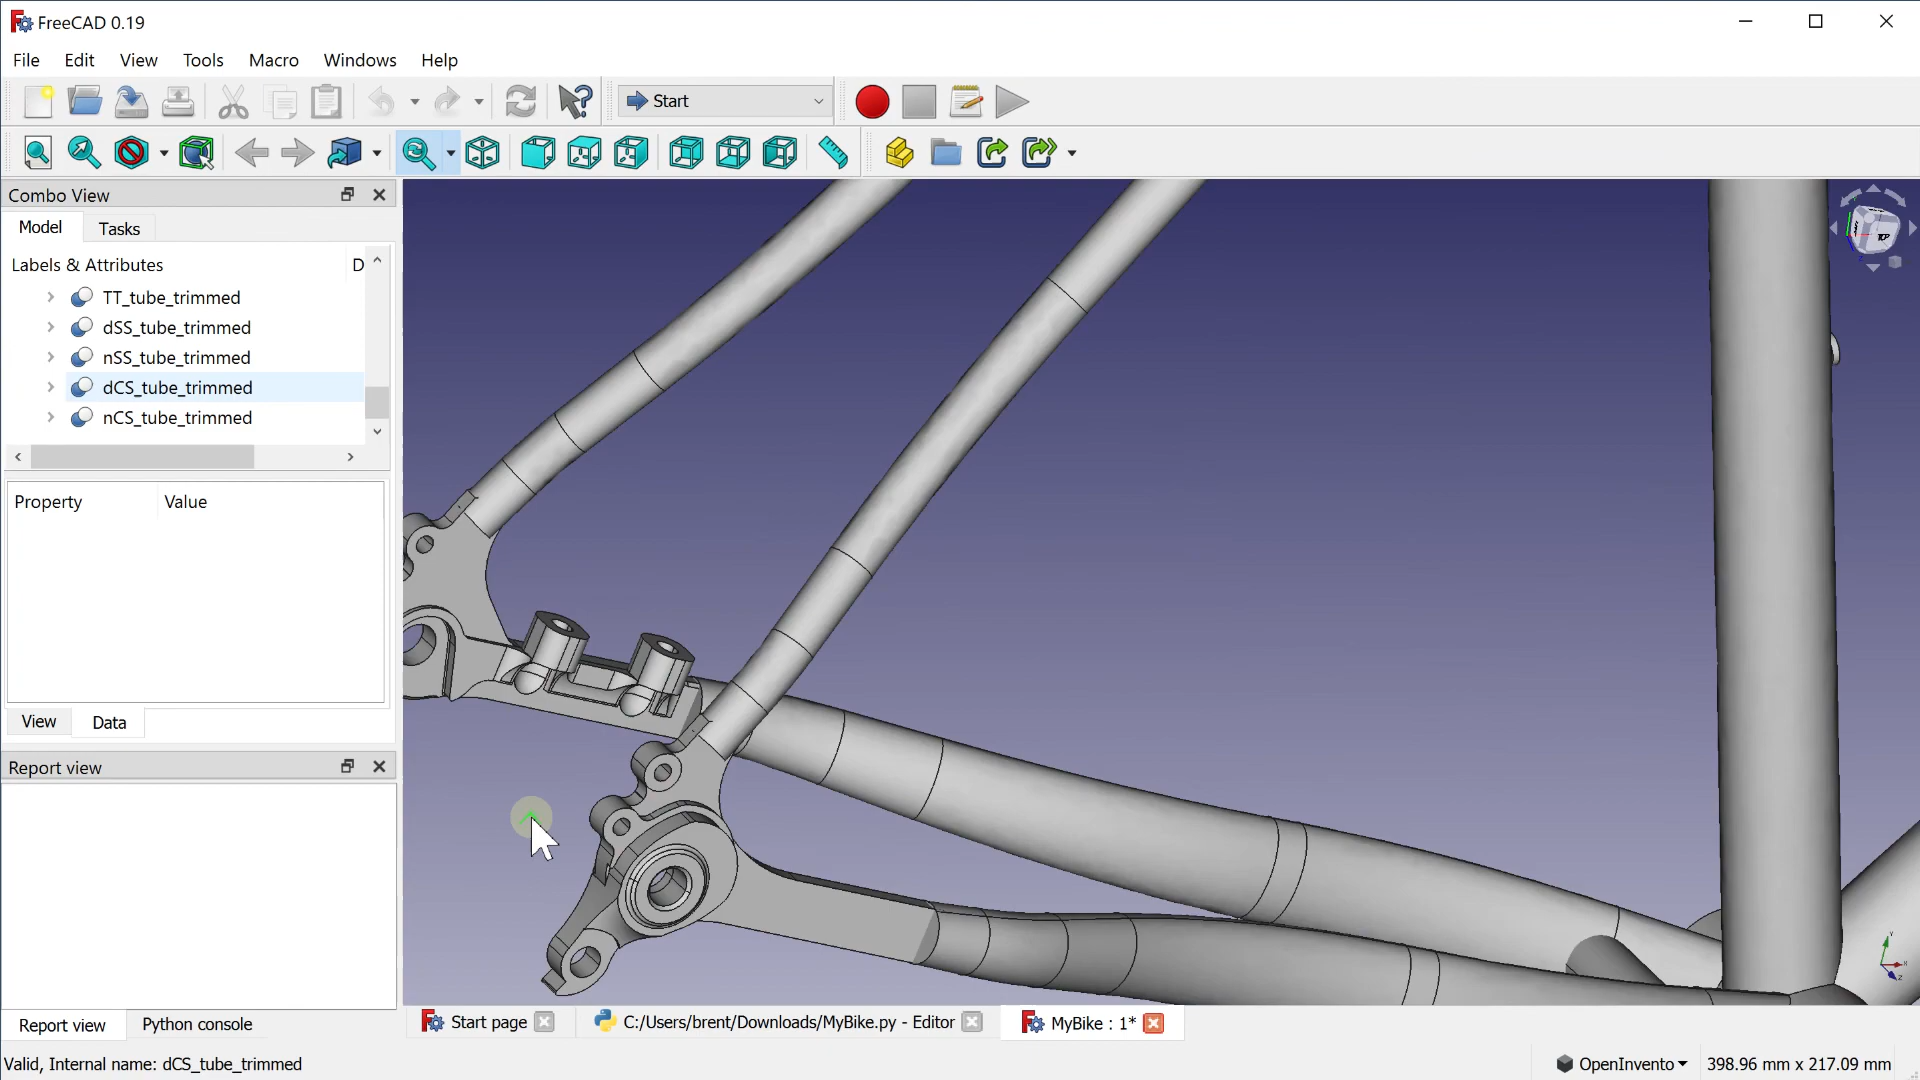 FreeCAD 0.19
File Edit View Tools Macro Windows Help
Start
Combo View
Model Tasks
Labels & Attributes D
TT_tube_trimmed
dSS_tube_trimmed
nSS_tube_trimmed
dCS_tube_trimmed
nCS_tube_trimmed
Property Value
View Data
Report view
TOP
Y
X
Z
Report view Python console
Start page C:/Users/brent/Downloads/MyBike.py - Editor MyBike : 1*
Valid, Internal name: dCS_tube_trimmed OpenInvento 398.96 mm x 217.09 mm